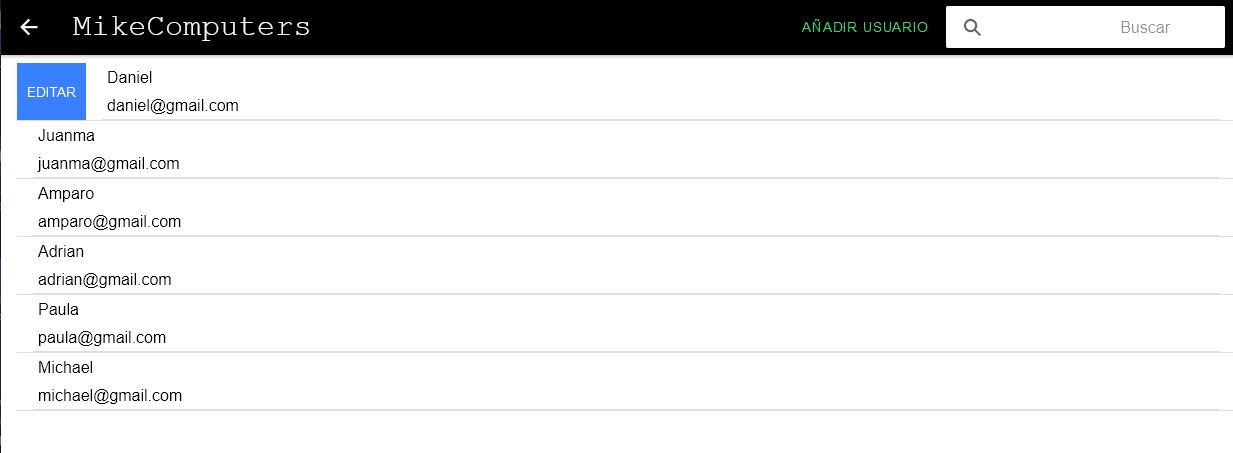 MikeComputers
AÑADIR USUARIO
Buscar
EDITAR
Daniel
daniel@gmail.com
Juanma
juanma@gmail.com
Amparo
amparo@gmail.com
Adrian
adrian@gmail.com
Paula
paula@gmail.com
Michael
michael@gmail.com